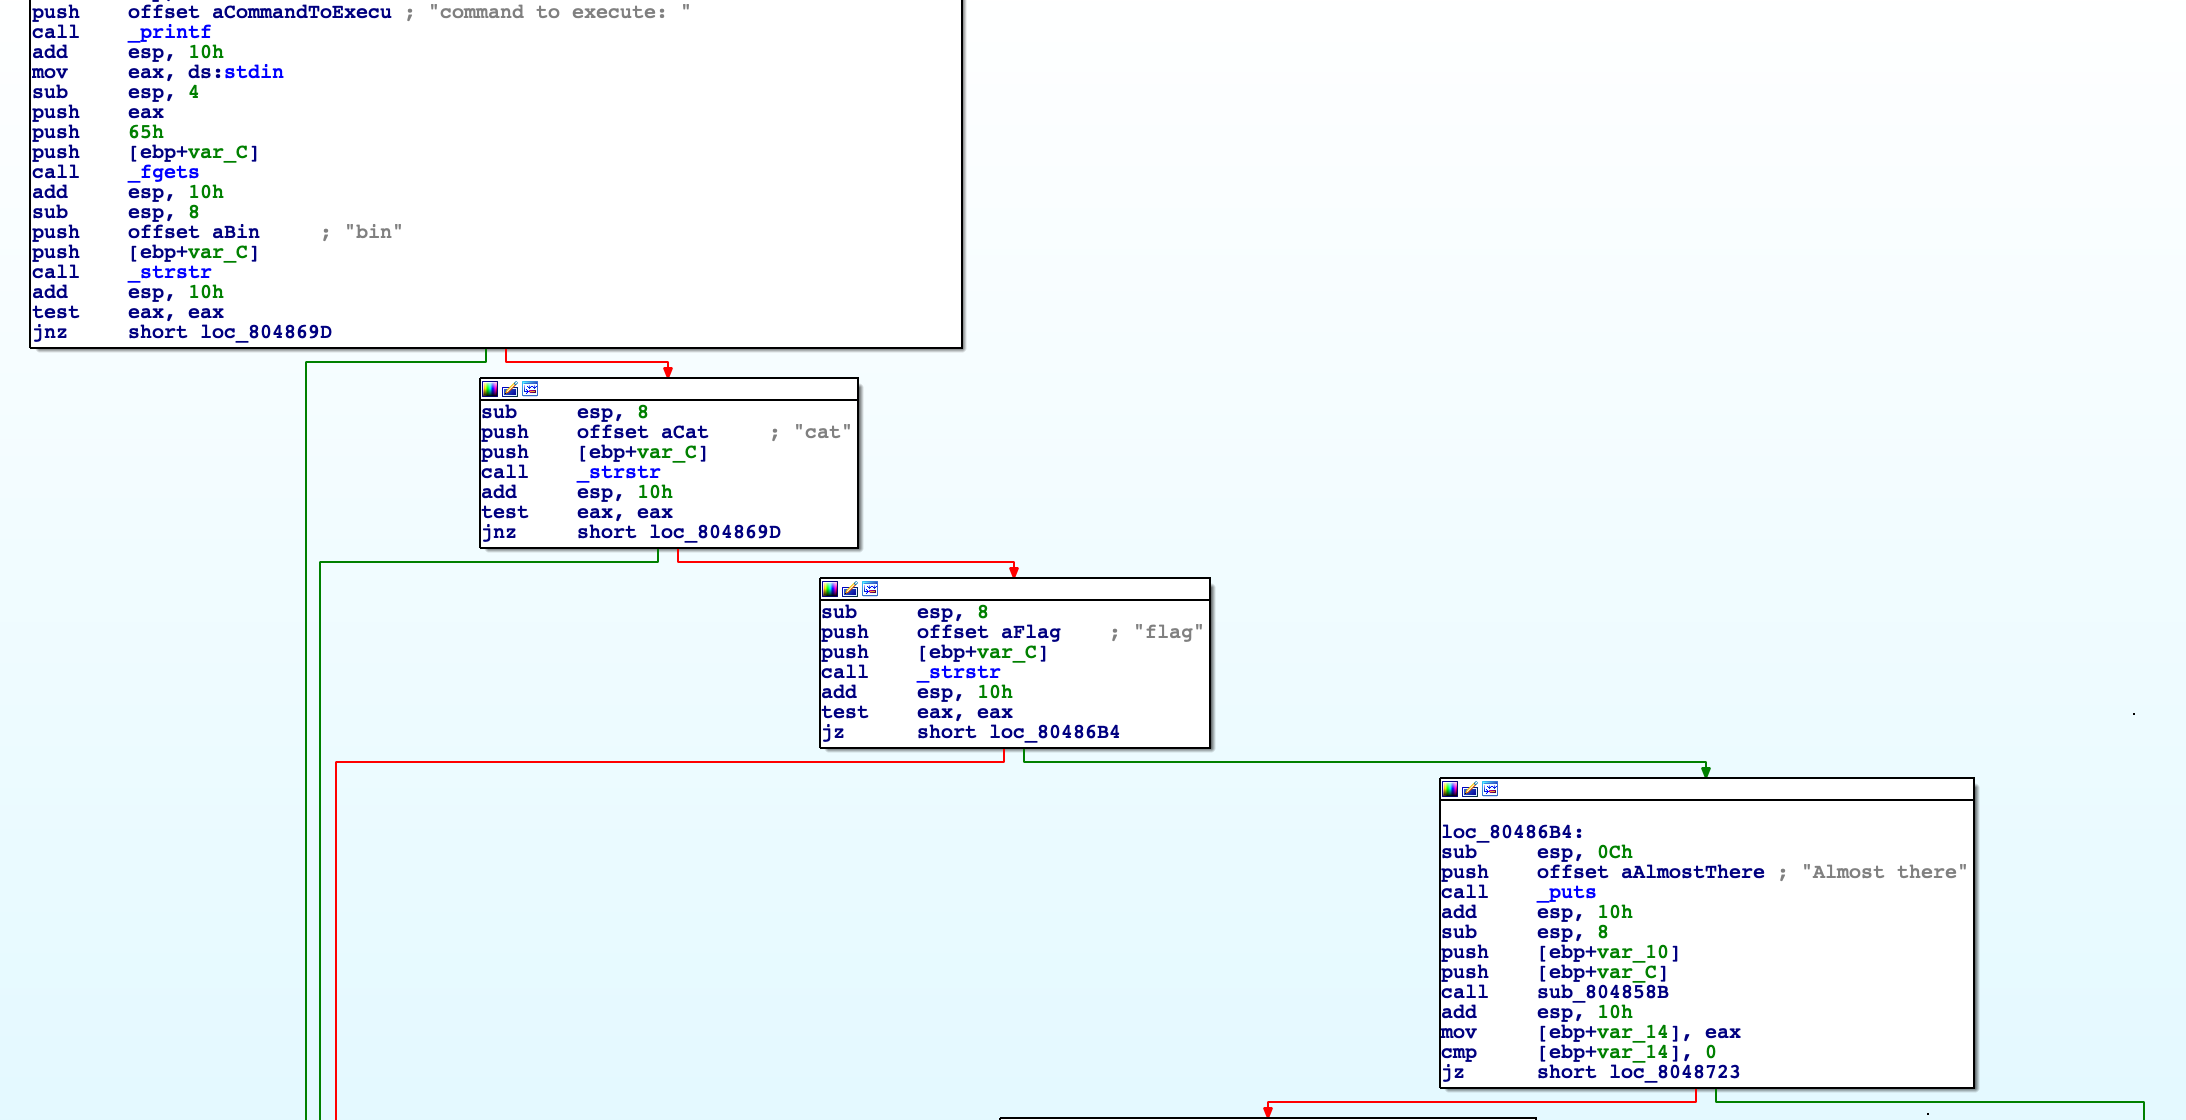 push offset aCommandToExecu ; "command to execute: "
call _printf
add esp, 10h
mov eax, ds:stdin
sub esp, 4
push eax
push 65h
push [ebp+var_C]
call _fgets
add esp, 10h
sub esp, 8
push offset aBin ; "bin"
push [ebp+var_C]
call _strstr
add esp, 10h
test eax, eax
jnz short loc_804869D
sub esp, 8
push offset aCat ; "cat"
push [ebp+var_C]
call _strstr
add esp, 10h
test eax, eax
jnz short loc_804869D
sub esp, 8
push offset aFlag ; "flag"
push [ebp+var_C]
call _strstr
add esp, 10h
test eax, eax
jz short loc_80486B4
loc_80486B4:
sub esp, 0Ch
push offset aAlmostThere ; "Almost there"
call _puts
add esp, 10h
sub esp, 8
push [ebp+var_10]
push [ebp+var_C]
call sub_804858B
add esp, 10h
mov [ebp+var_14], eax
cmp [ebp+var_14], 0
jz short loc_8048723